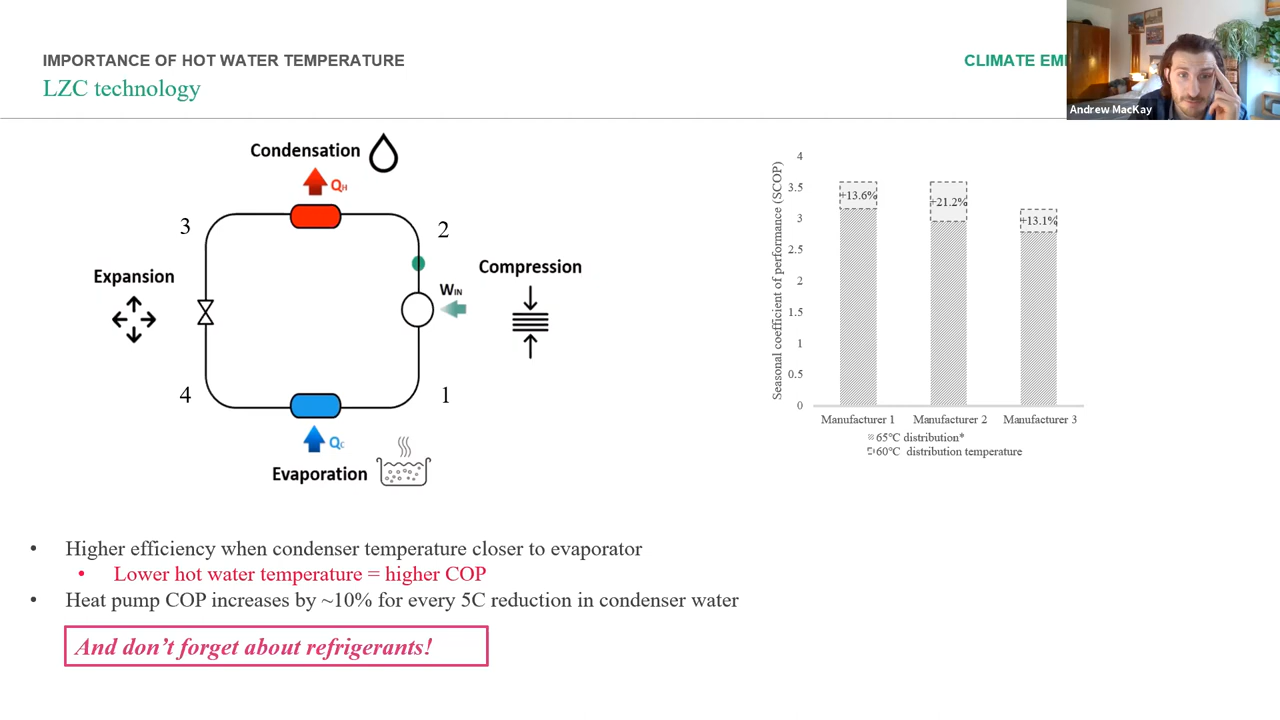 IMPORTANCE OF HOT WATER TEMPERATURE
LZC technology
CLIMATE
Andrew MacKay
Condensation
QH
3
2
Expansion
Compression
WIN
4
1
QC
Evaporation
Seasonal coefficient of performance (SCOP)
4
3.5
3
2.5
2
1.5
1
0.5
0
+13.6%
+21.2%
+13.1%
Manufacturer 1 Manufacturer 2 Manufacturer 3
65°C distribution*
60°C distribution temperature
• Higher efficiency when condenser temperature closer to evaporator
• Lower hot water temperature = higher COP
• Heat pump COP increases by ~10% for every 5C reduction in condenser water
And don't forget about refrigerants!